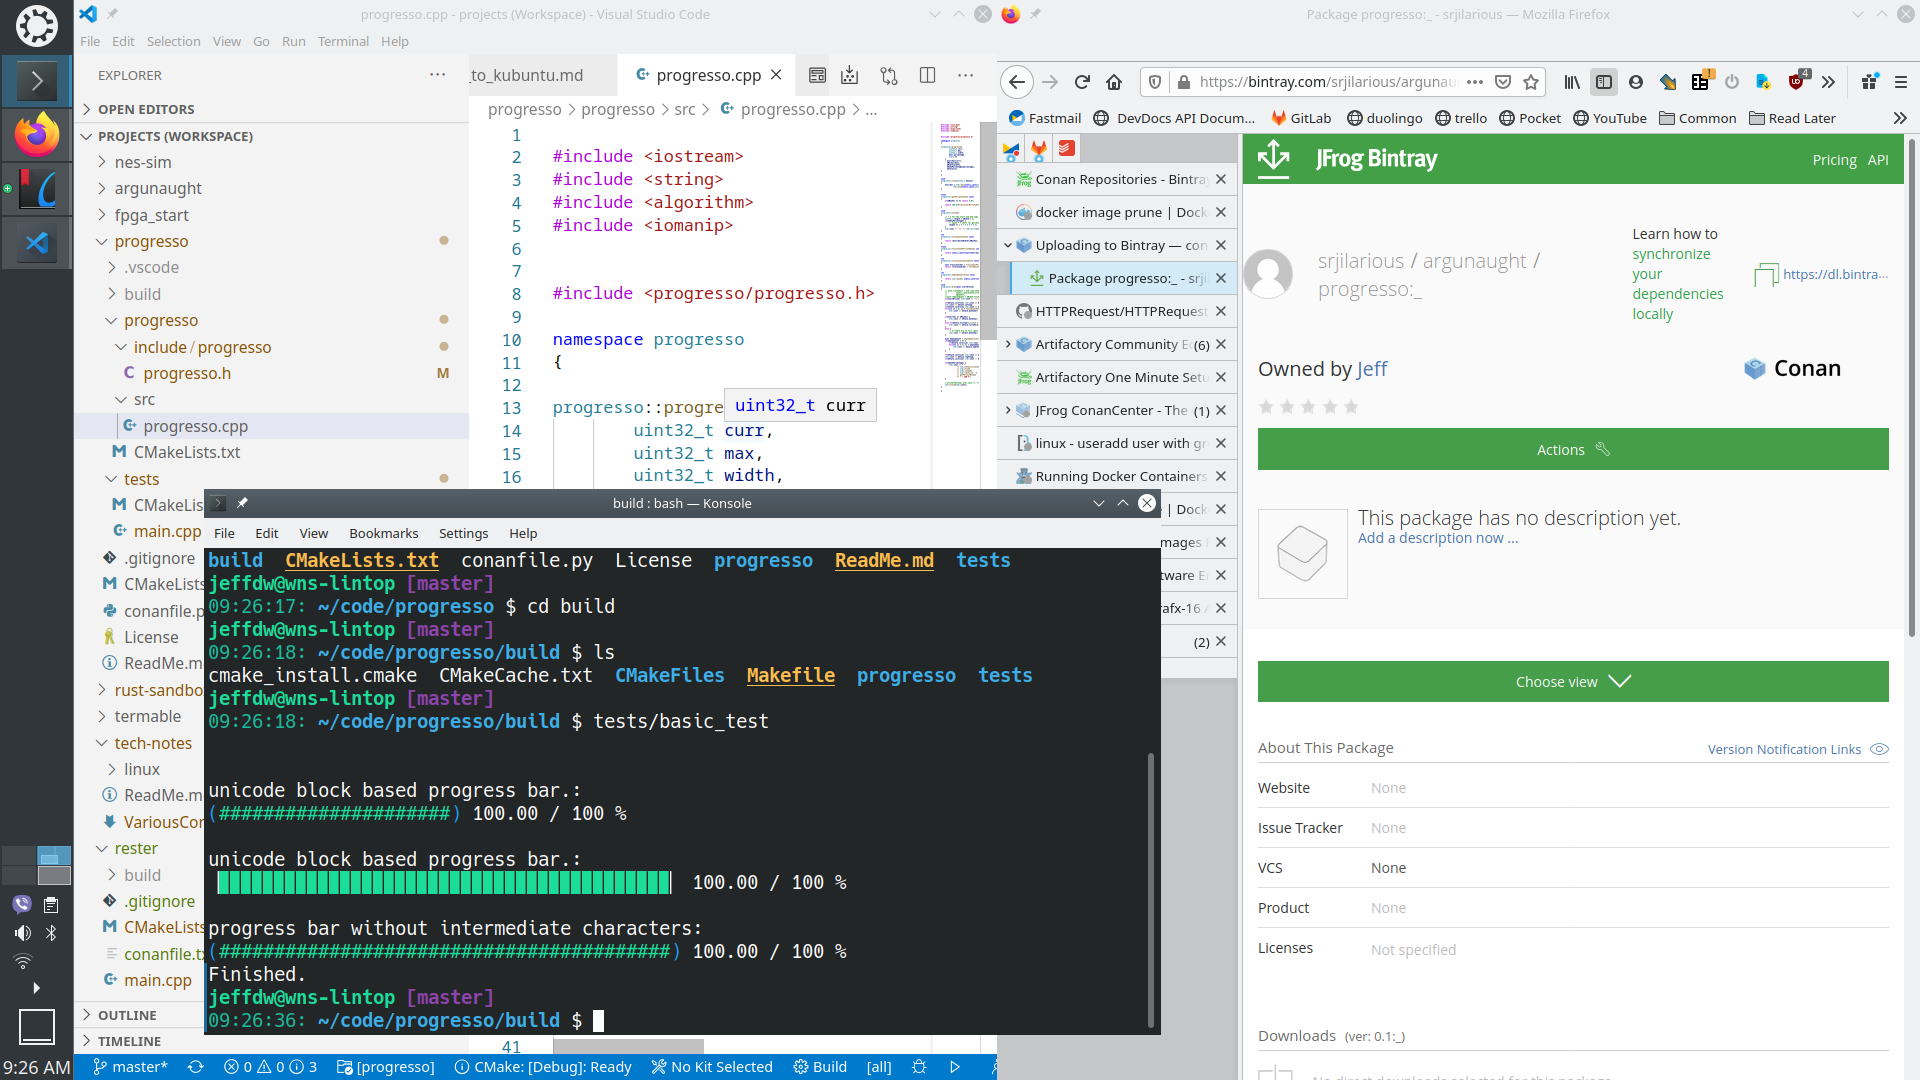 progresso.cpp - projects (Workspace) - Visual Studio Code
File Edit Selection View Go Run Terminal Help
EXPLORER
OPEN EDITORS
PROJECTS (WORKSPACE)
nes-sim
argunaught
fpga_start
progresso
.vscode
build
progresso
include / progresso
C progresso.h M
src
progresso.cpp
M CMakeLists.txt
tests
M CMakeLis
main.cpp
.gitignore
M CMakeLists
conanfile.p
License
ReadMe.m
rust-sandbo
termable
tech-notes
linux
ReadMe.m
VariousCor
rester
build
.gitignore
M CMakeLists
conanfile.tx
main.cpp
OUTLINE
TIMELINE
9:26 AM
_to_kubuntu.md
progresso.cpp
progresso > progresso > src > progresso.cpp > ...
1
2 #include <iostream>
3 #include <string>
4 #include <algorithm>
5 #include <iomanip>
6
7
8 #include <progresso/progresso.h>
9
10 namespace progresso
11 {
12
uint32_t curr
13 progresso::progre
14 uint32_t curr,
15 uint32_t max,
16 uint32_t width,
41
master* 0 0 3 [progresso] CMake: [Debug]: Ready No Kit Selected Build [all]
build : bash — Konsole
File Edit View Bookmarks Settings Help
build CMakeLists.txt conanfile.py License progresso ReadMe.md tests
jeffdw@wns-lintop [master]
09:26:17: ~/code/progresso $ cd build
jeffdw@wns-lintop [master]
09:26:18: ~/code/progresso/build $ ls
cmake_install.cmake CMakeCache.txt CMakeFiles Makefile progresso tests
jeffdw@wns-lintop [master]
09:26:18: ~/code/progresso/build $ tests/basic_test
unicode block based progress bar.:
(#####################) 100.00 / 100 %
unicode block based progress bar.:
100.00 / 100 %
progress bar without intermediate characters:
(#########################################) 100.00 / 100 %
Finished.
jeffdw@wns-lintop [master]
09:26:36: ~/code/progresso/build $
Package progresso:_ - srjilarious — Mozilla Firefox
https://bintray.com/srjilarious/argunau
4
Fastmail DevDocs API Docum... GitLab duolingo trello Pocket YouTube Common Read Later
Conan Repositories - Bintra
docker image prune | Dock
Uploading to Bintray — con
Package progresso:_ - srji
HTTPRequest/HTTPRequest
Artifactory Community E (6)
Artifactory One Minute Setu
JFrog ConanCenter - The (1)
linux - useradd user with gr
Running Docker Containers
| Dock
mages
tware E
rafx-16
(2)
JFrog Bintray
Pricing API
srjilarious / argunaught /
progresso:_
Learn how to
synchronize
your
dependencies
locally
https://dl.bintra...
Owned by Jeff
Conan
Actions
This package has no description yet.
Add a description now ...
Choose view
About This Package
Version Notification Links
Website None
Issue Tracker None
VCS None
Product None
Licenses Not specified
Downloads (ver: 0.1:_)
No direct downloads selected for this package